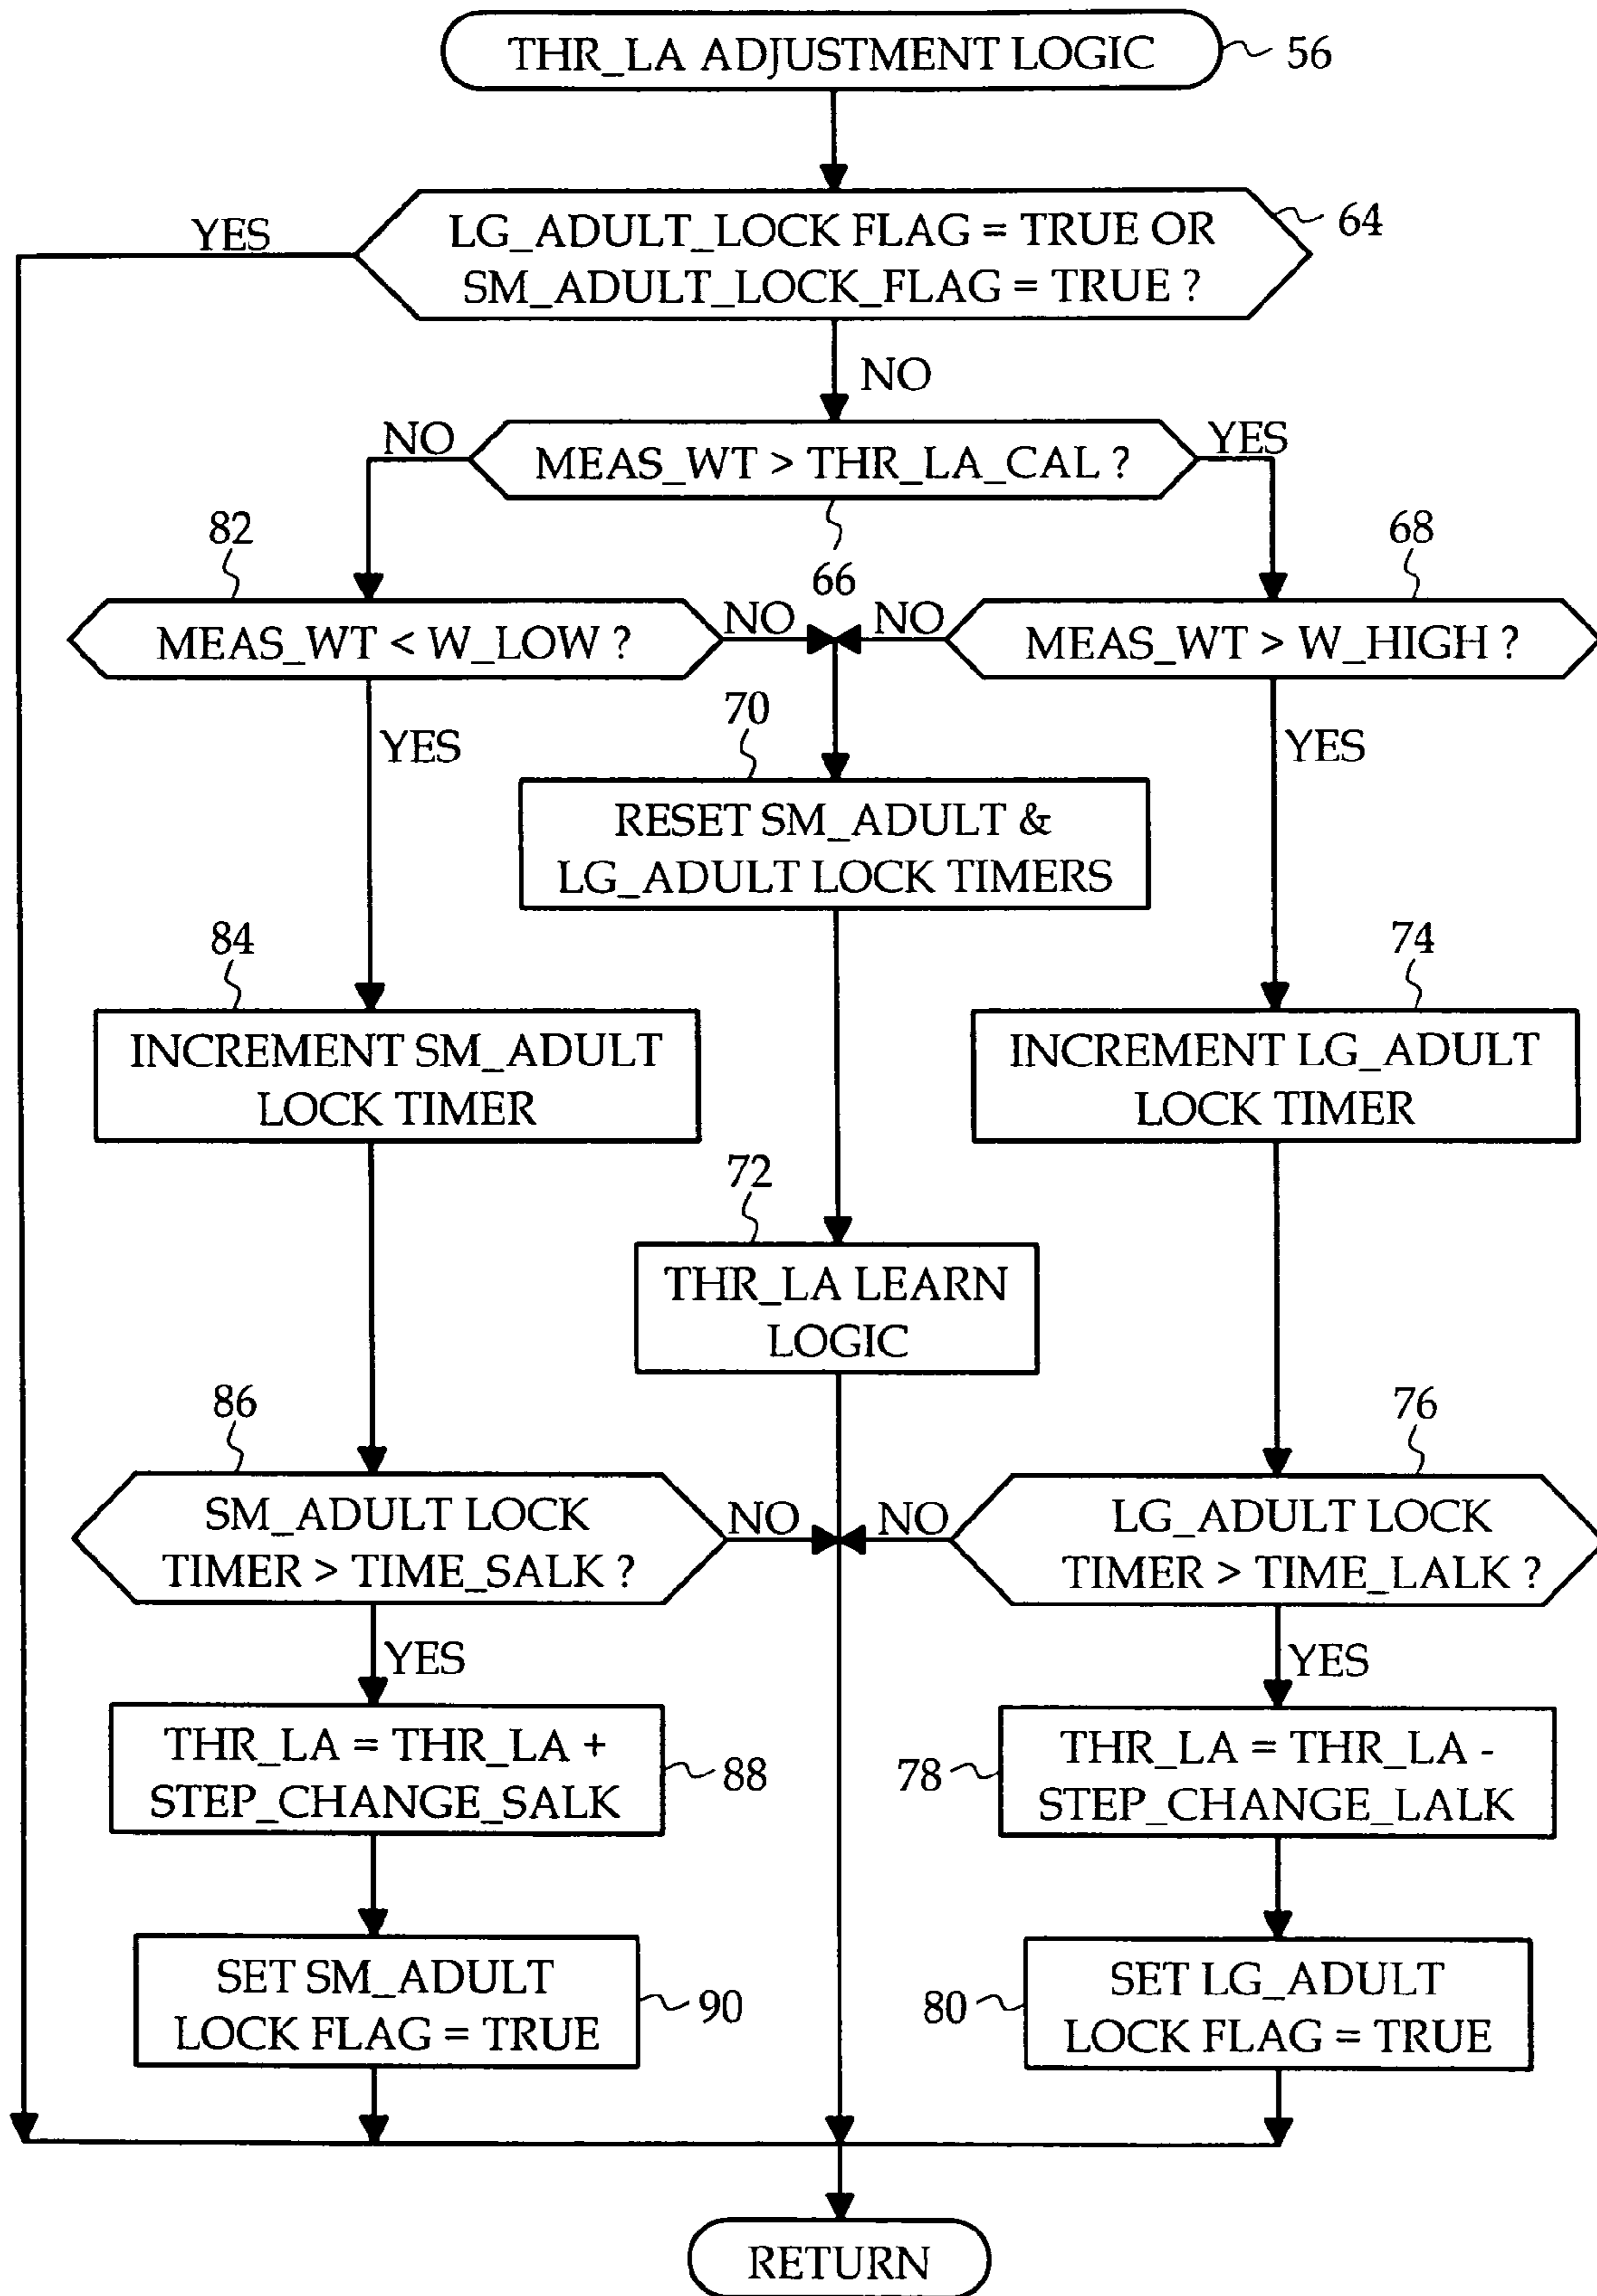 THR_LA ADJUSTMENT LOGIC
56
YES
LG_ADULT_LOCK FLAG = TRUE OR
SM_ADULT_LOCK_FLAG = TRUE ?
64
NO
NO
MEAS_WT > THR_LA_CAL ?
YES
82
66
68
MEAS_WT < W_LOW ?
NO
NO
MEAS_WT > W_HIGH ?
YES
70
YES
RESET SM_ADULT &
LG_ADULT LOCK TIMERS
84
74
INCREMENT SM_ADULT
LOCK TIMER
INCREMENT LG_ADULT
LOCK TIMER
72
THR_LA LEARN
LOGIC
86
76
SM_ADULT LOCK
TIMER > TIME_SALK ?
NO
NO
LG_ADULT LOCK
TIMER > TIME_LALK ?
YES
YES
THR_LA = THR_LA +
STEP_CHANGE_SALK
88
78
THR_LA = THR_LA -
STEP_CHANGE_LALK
SET SM_ADULT
LOCK FLAG = TRUE
90
80
SET LG_ADULT
LOCK FLAG = TRUE
RETURN